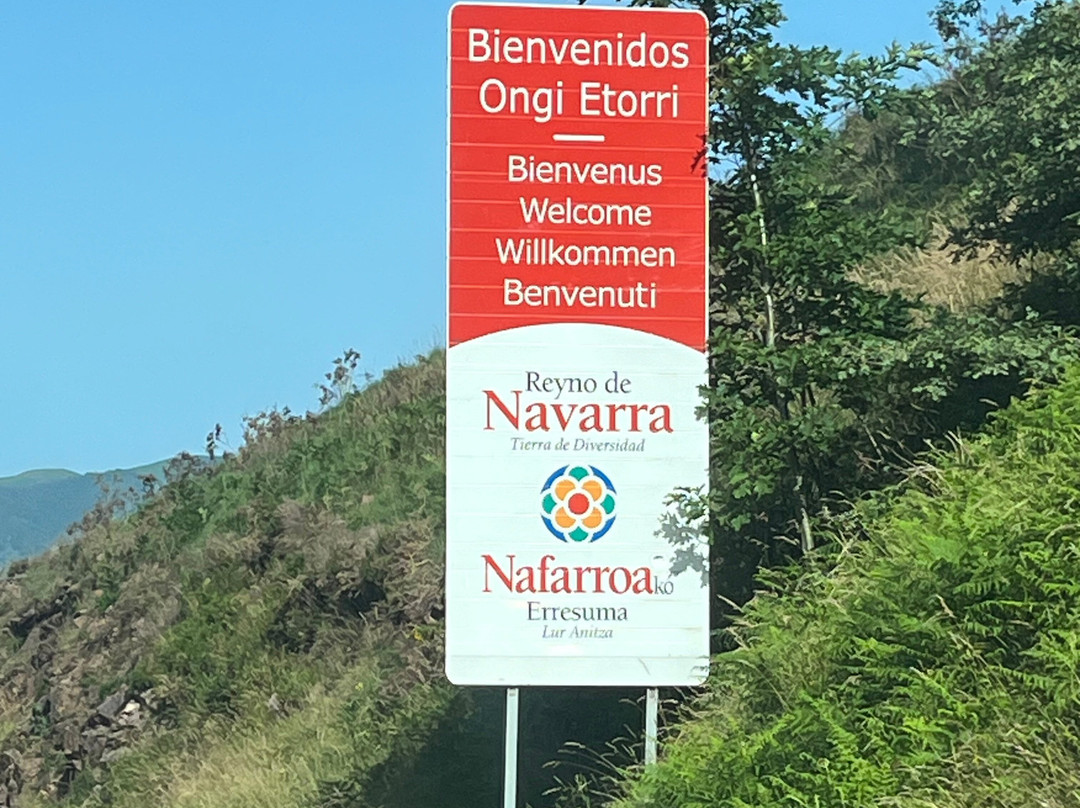 Bienvenidos
Ongi Etorri
Bienvenus
Welcome
Willkommen
Benvenuti
Reyno de
Navarra
Tierra de Diversidad
Nafarroako
Erresuma
Lur Anitza